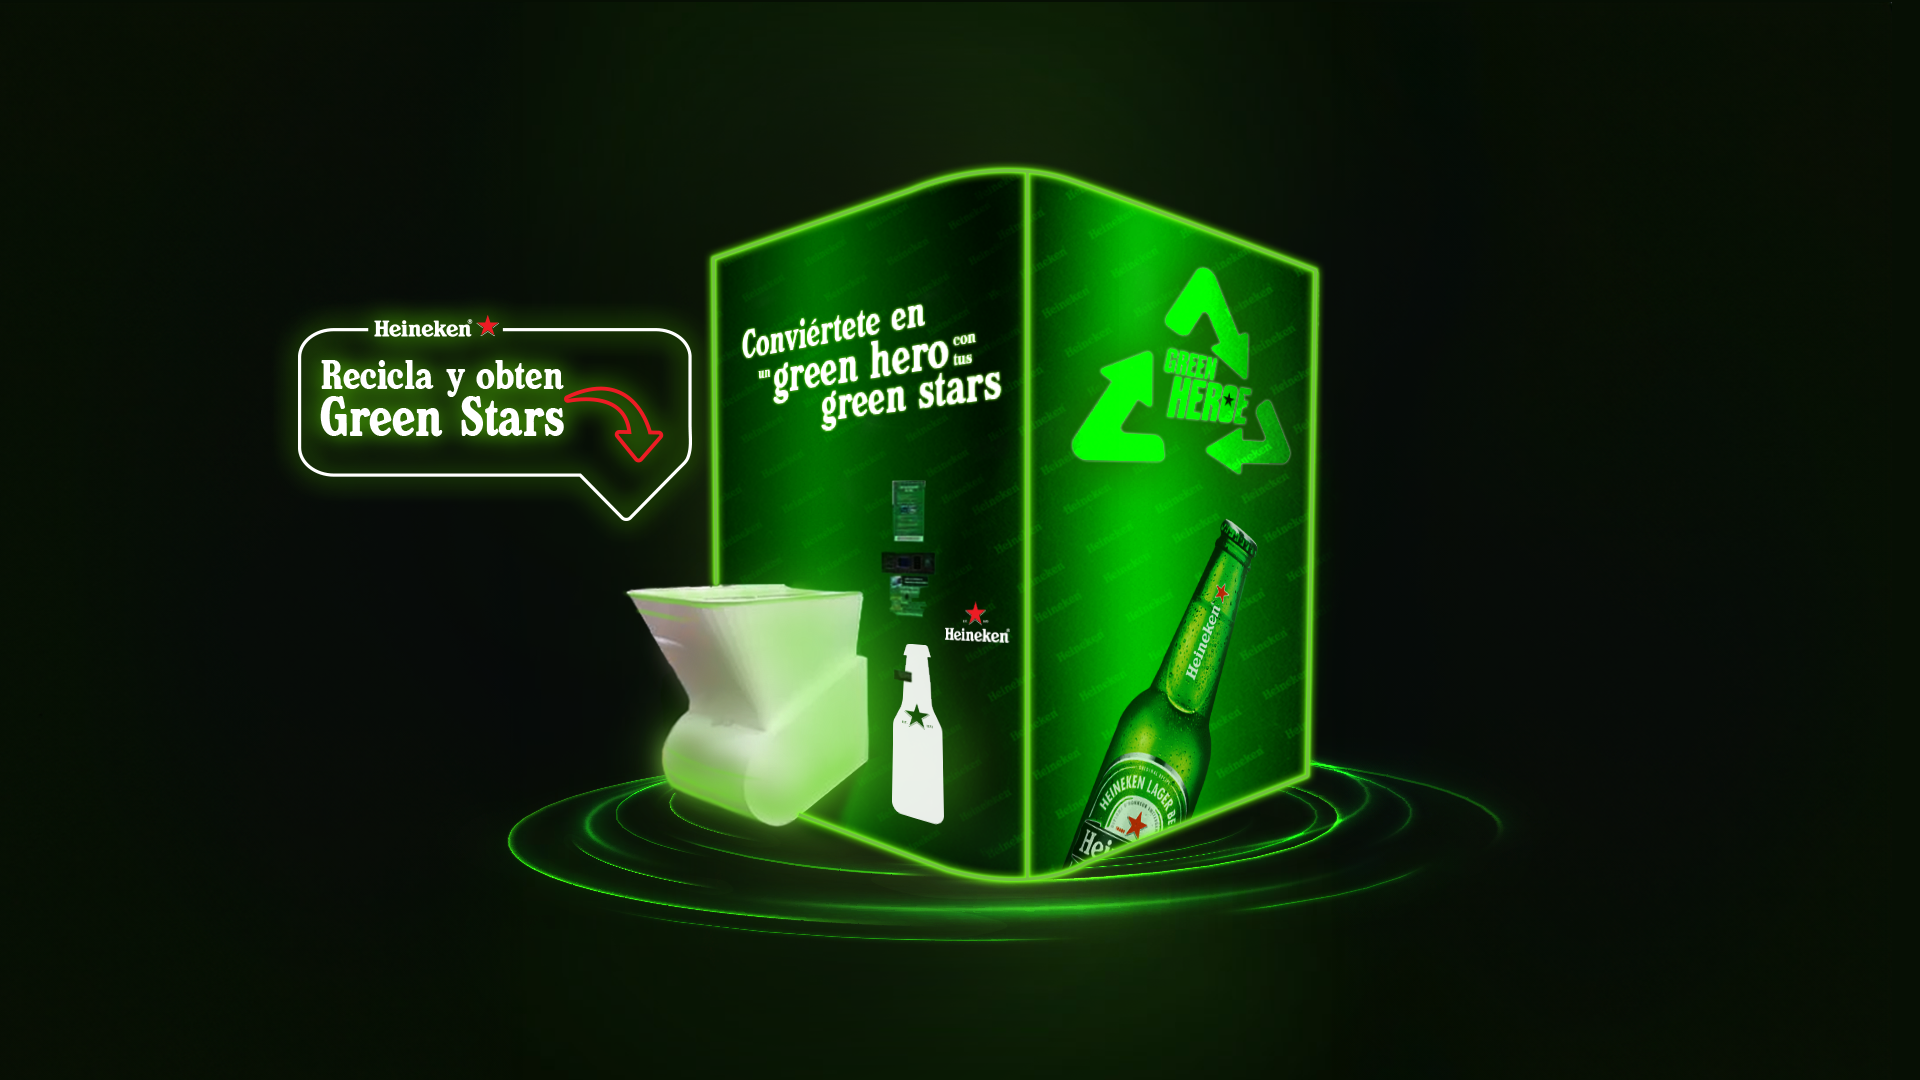 Heineken
Recicla y obten
Green Stars
Conviértete en
un green hero con tus
green stars
GREEN
HEROE
Heineken
Heineken
HEINEKEN LAGER BE
Hei